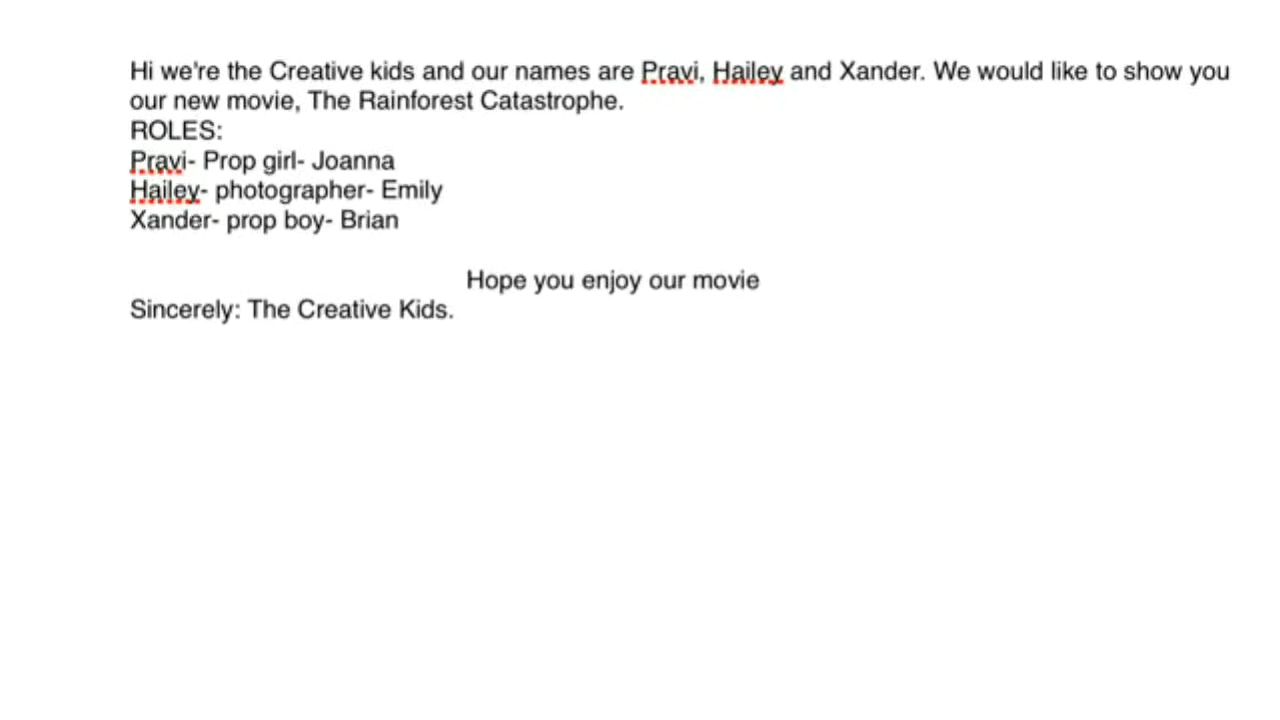 Hi we're the Creative kids and our names are Pravi, Hailey and Xander. We would like to show you
our new movie, The Rainforest Catastrophe.
ROLES:
Pravi- Prop girl- Joanna
Hailey- photographer- Emily
Xander- prop boy- Brian
Hope you enjoy our movie
Sincerely: The Creative Kids.